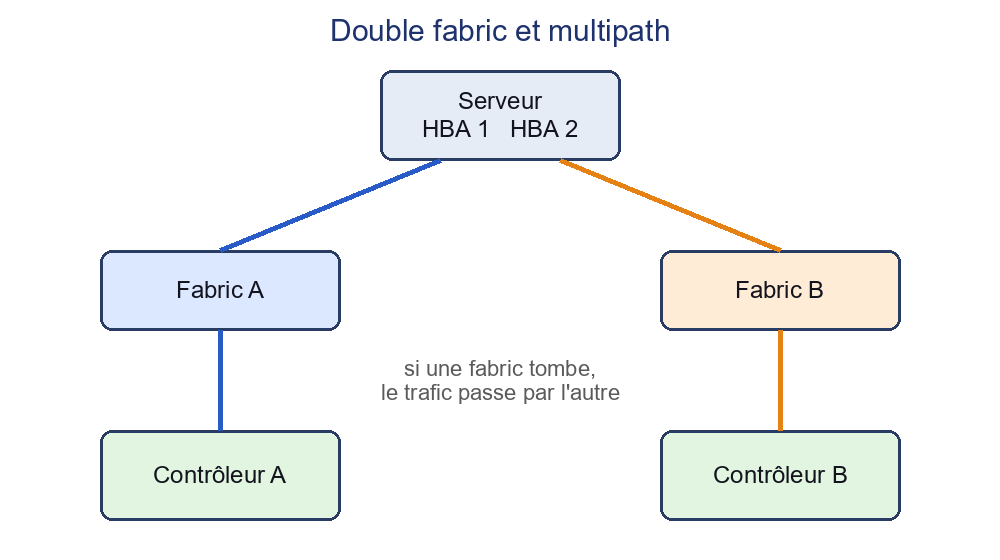 Double fabric et multipath
Serveur
HBA 1 HBA 2
Fabric A
Fabric B
si une fabric tombe,
le trafic passe par l'autre
Contrôleur A
Contrôleur B